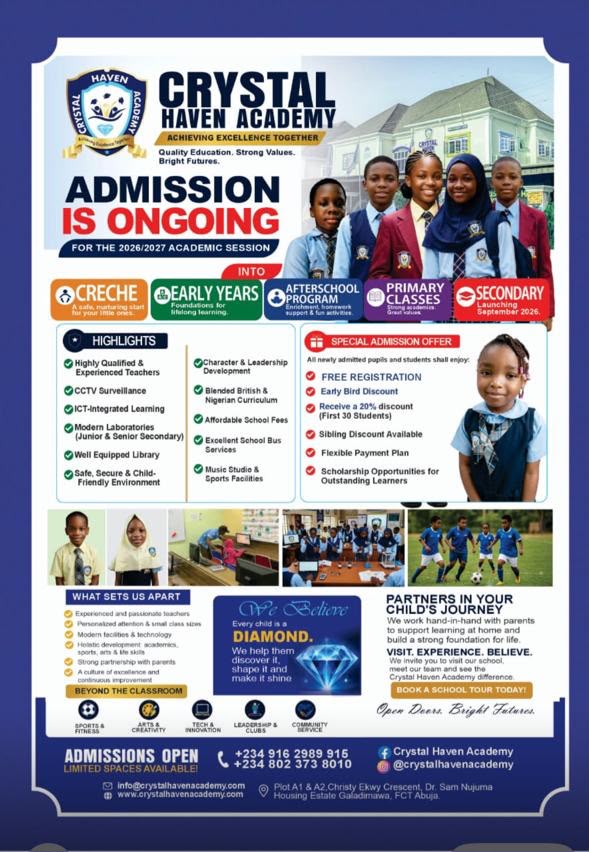 CRYSTAL HAVEN ACADEMY
Achieving Excellence Together
CRYSTAL
HAVEN ACADEMY
ACHIEVING EXCELLENCE TOGETHER
Quality Education. Strong Values.
Bright Futures.
ADMISSION
IS ONGOING
FOR THE 2026/2027 ACADEMIC SESSION
INTO
CRECHE
A safe, nurturing start
for your little ones.
EARLY YEARS
Foundations for
lifelong learning.
AFTERSCHOOL
PROGRAM
Enrichment, homework
support & fun activities.
PRIMARY
CLASSES
Strong academics.
Great values.
SECONDARY
Launching
September 2026.
HIGHLIGHTS
Highly Qualified &
Experienced Teachers
CCTV Surveillance
ICT-Integrated Learning
Modern Laboratories
(Junior & Senior Secondary)
Well Equipped Library
Safe, Secure & Child-
Friendly Environment
Character & Leadership
Development
Blended British &
Nigerian Curriculum
Affordable School Fees
Excellent School Bus
Services
Music Studio &
Sports Facilities
SPECIAL ADMISSION OFFER
All newly admitted pupils and students shall enjoy:
FREE REGISTRATION
Early Bird Discount
Receive a 20% discount
(First 30 Students)
Sibling Discount Available
Flexible Payment Plan
Scholarship Opportunities for
Outstanding Learners
WHAT SETS US APART
Experienced and passionate teachers
Personalized attention & small class sizes
Modern facilities & technology
Holistic development academics,
sports, arts & life skills
Strong partnership with parents
A culture of excellence and
continuous improvement
BEYOND THE CLASSROOM
SPORTS &
FITNESS
ARTS &
CREATIVITY
TECH &
INNOVATION
LEADERSHIP &
CLUBS
COMMUNITY
SERVICE
We Believe
Every child is a
DIAMOND.
We help them
discover it,
shape it and
make it shine
PARTNERS IN YOUR
CHILD'S JOURNEY
We work hand-in-hand with parents
to support learning at home and
build a strong foundation for life.
VISIT. EXPERIENCE. BELIEVE.
We invite you to visit our school,
meet our team and see the
Crystal Haven Academy difference.
BOOK A SCHOOL TOUR TODAY!
Open Doors. Bright Futures.
ADMISSIONS OPEN
LIMITED SPACES AVAILABLE!
+234 916 2989 915
+234 802 373 8010
Crystal Haven Academy
@crystalhavenacademy
info@crystalhavenacademy.com
www.crystalhavenacademy.com
Plot A1 & A2,Christy Ekwy Crescent, Dr. Sam Nujuma
Housing Estate Galadimawa, FCT Abuja.